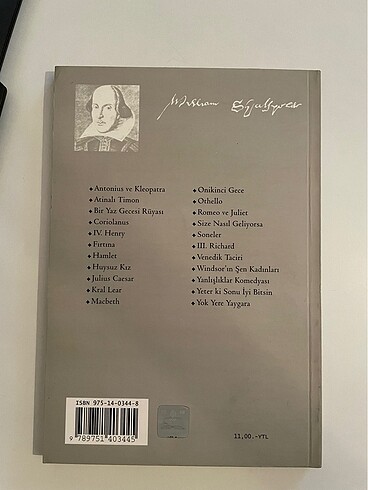 William Shakspeare
◆ Antonius ve Kleopatra
◆ Atinalı Timon
◆ Bir Yaz Gecesi Rüyası
◆ Coriolanus
◆ IV. Henry
◆ Fırtına
◆ Hamlet
◆ Huysuz Kız
◆ Julius Caesar
◆ Kral Lear
◆ Macbeth
◆ Onikinci Gece
◆ Othello
◆ Romeo ve Juliet
◆ Size Nasıl Geliyorsa
◆ Soneler
◆ III. Richard
◆ Venedik Taciri
◆ Windsor'ın Şen Kadınları
◆ Yanlışlıklar Komedyası
◆ Yeter ki Sonu İyi Bitsin
◆ Yok Yere Yaygara
ISBN 975-14-0344-8
9 789751 403445
11,00.-YTL